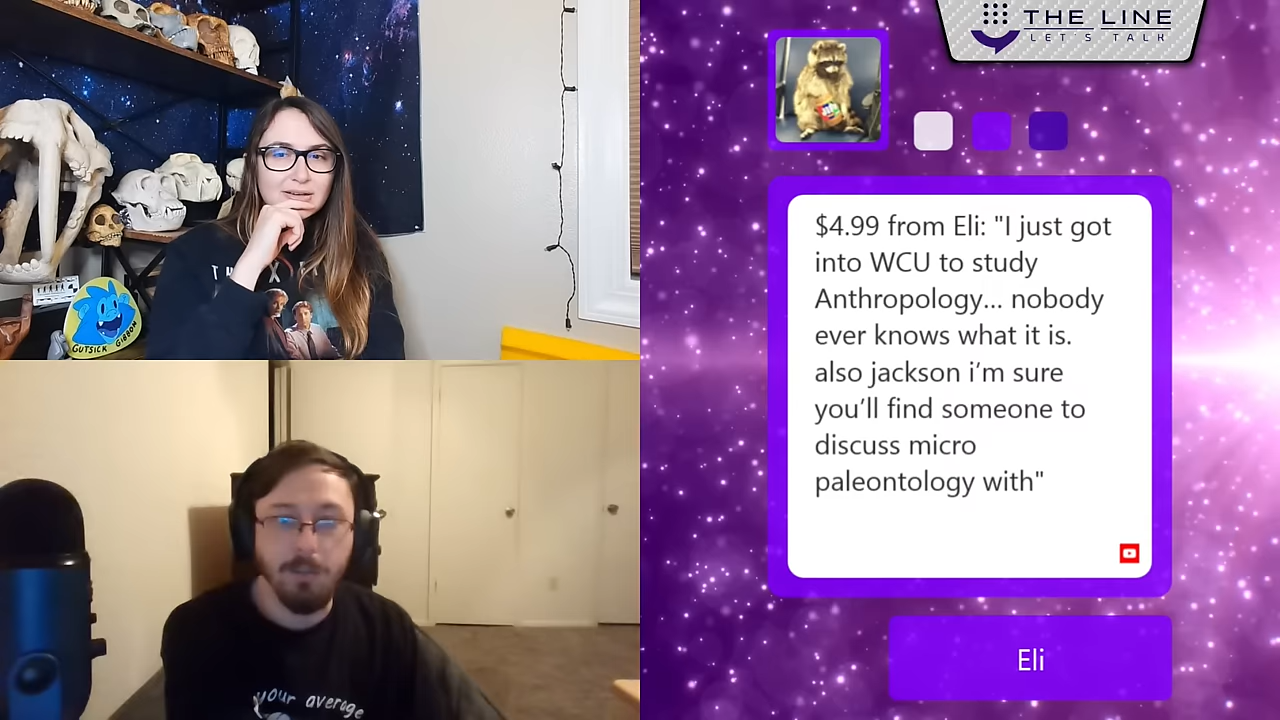 THE LINE
LET'S TALK
$4.99 from Eli: "I just got
into WCU to study
Anthropology... nobody
ever knows what it is.
also jackson i'm sure
you'll find someone to
discuss micro
paleontology with"
Eli
GUTSICK GIBBON
your average